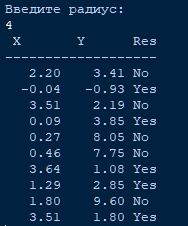 Введите радиус:
4
X Y Res
--------------------
2.20 3.41 No
-0.04 -0.93 Yes
3.51 2.19 No
0.09 3.85 Yes
0.27 8.05 No
0.46 7.75 No
3.64 1.08 Yes
1.29 2.85 Yes
1.80 9.60 No
3.51 1.80 Yes